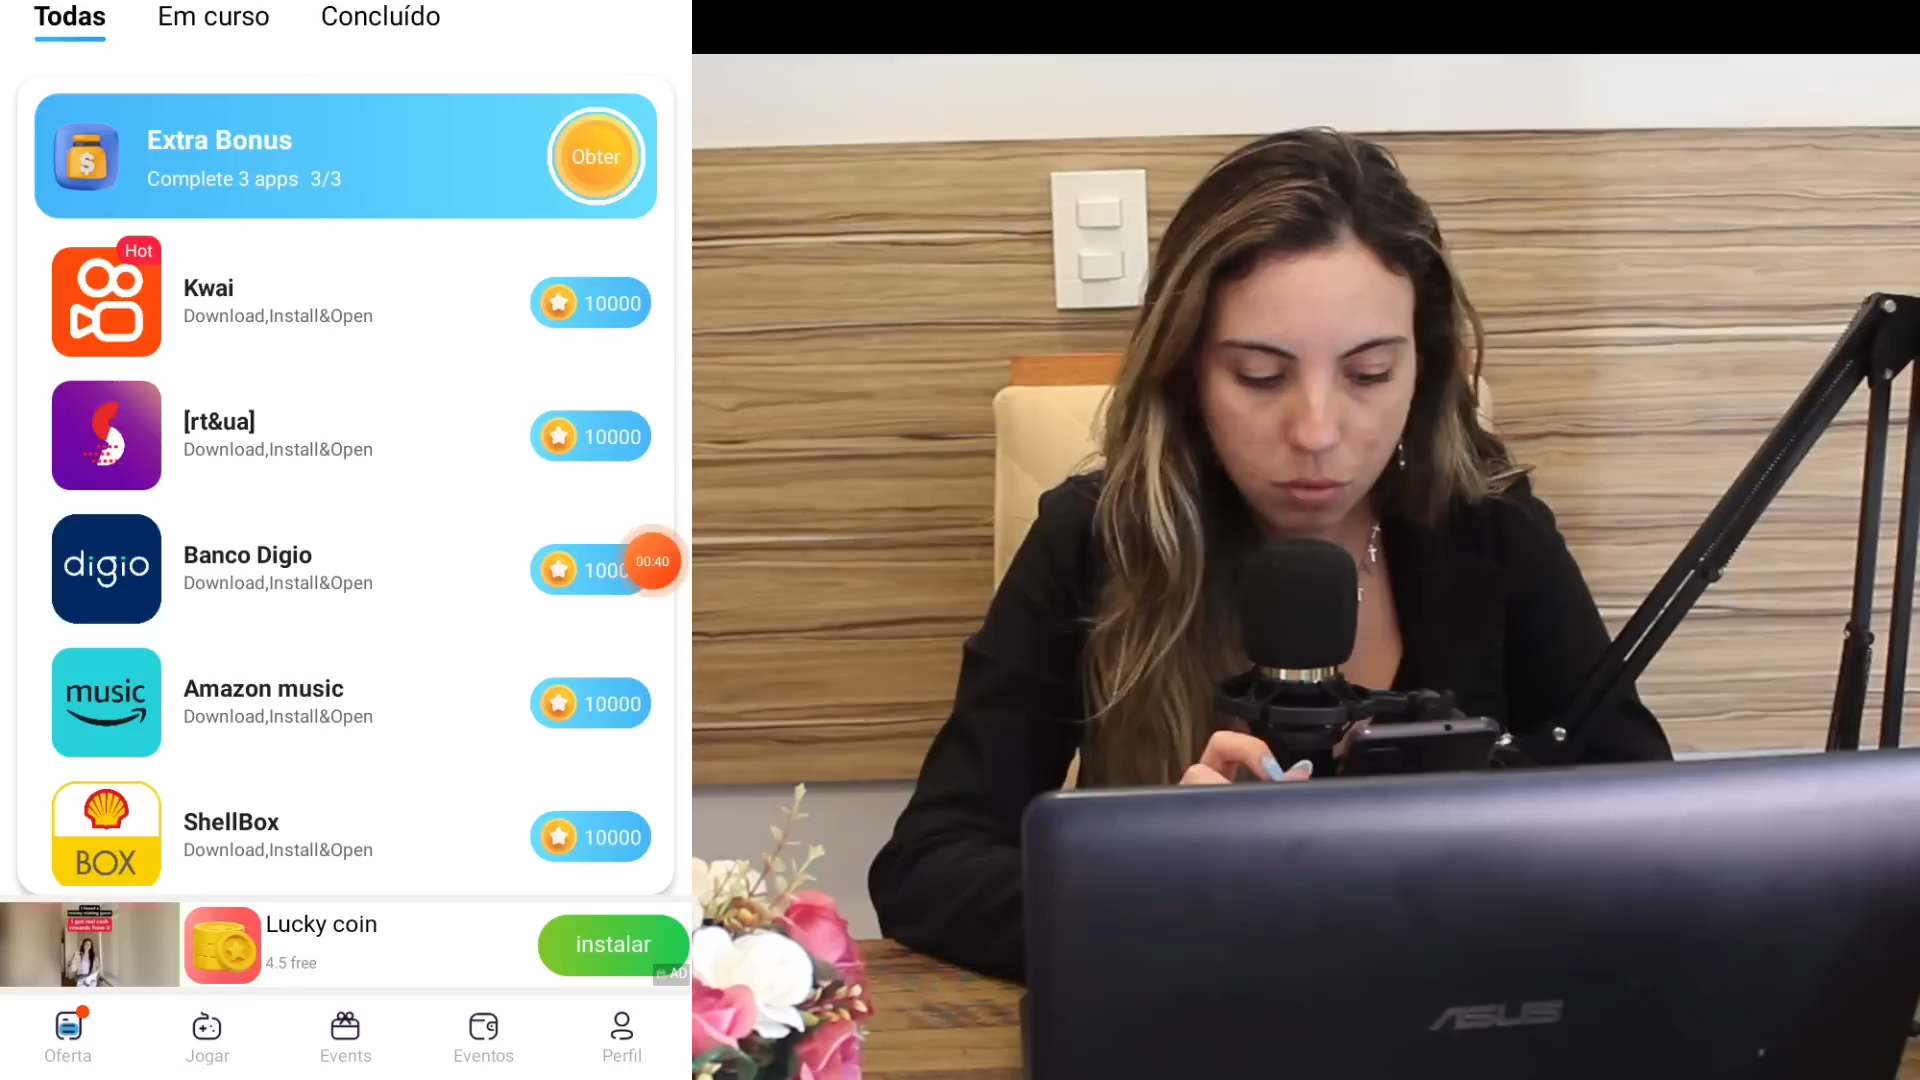 Todas Em curso Concluído
Extra Bonus
Complete 3 apps 3/3
Obter
Hot
Kwai
Download,Install&Open
10000
[rt&ua]
Download,Install&Open
10000
digio
Banco Digio
Download,Install&Open
1000
00:40
music
Amazon music
Download,Install&Open
10000
BOX
ShellBox
Download,Install&Open
10000
Lucky coin
4.5 free
instalar
AD
Oferta Jogar Events Eventos Perfil
ASUS